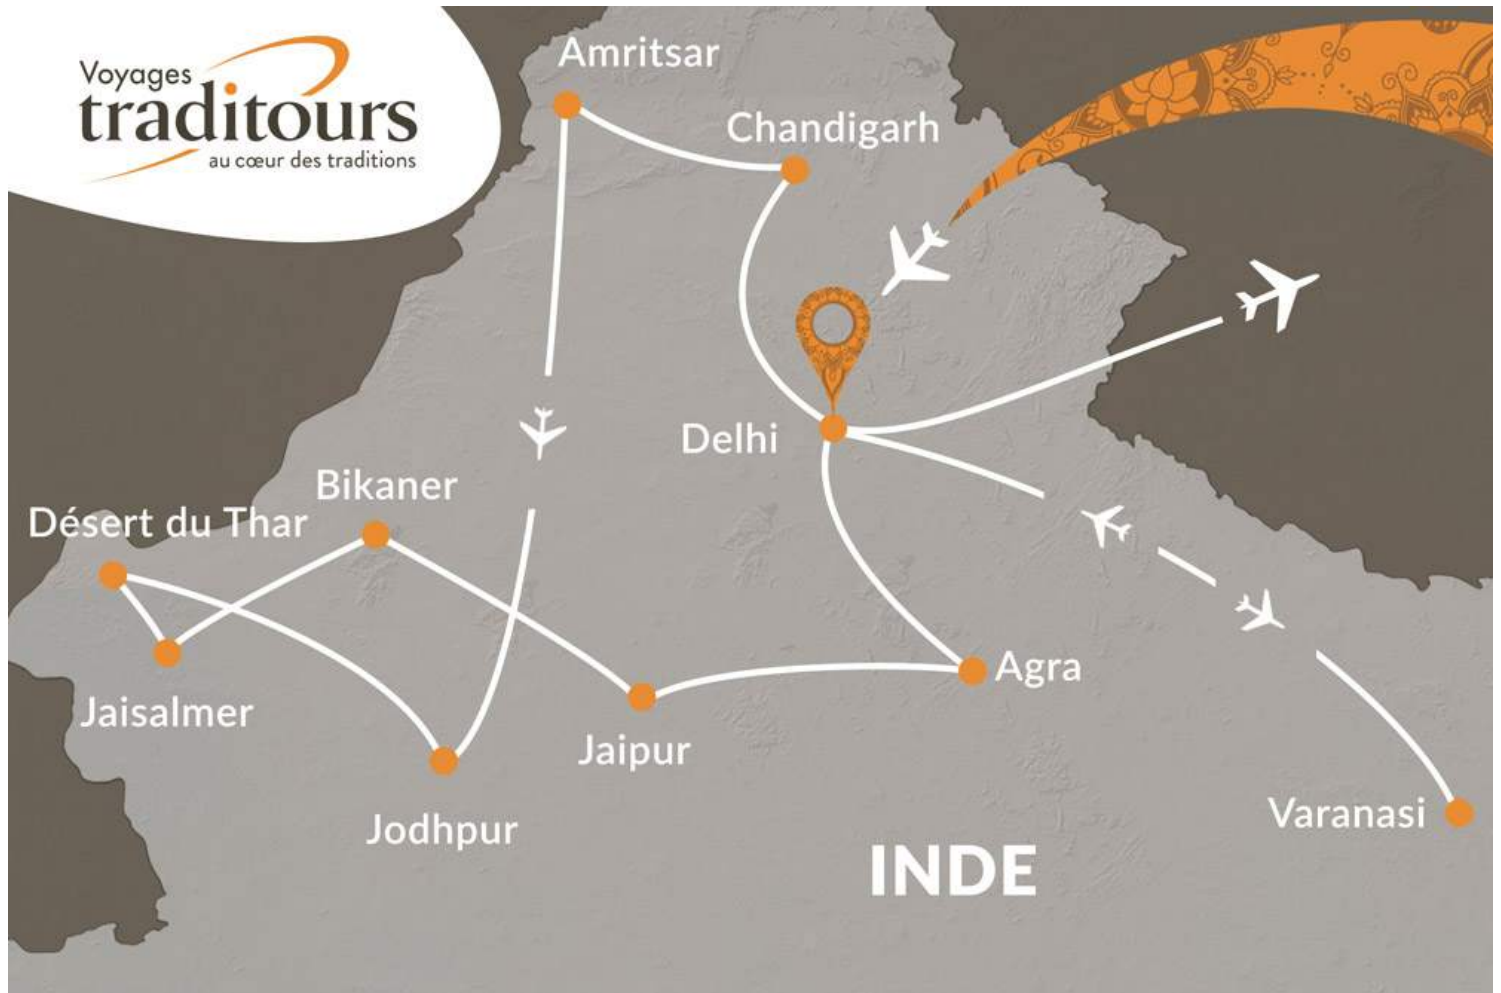 Voyages
traditours
au cœur des traditions
Amritsar
Chandigarh
Delhi
Bikaner
Désert du Thar
Jaisalmer
Jodhpur
Jaipur
Agra
Varanasi
INDE